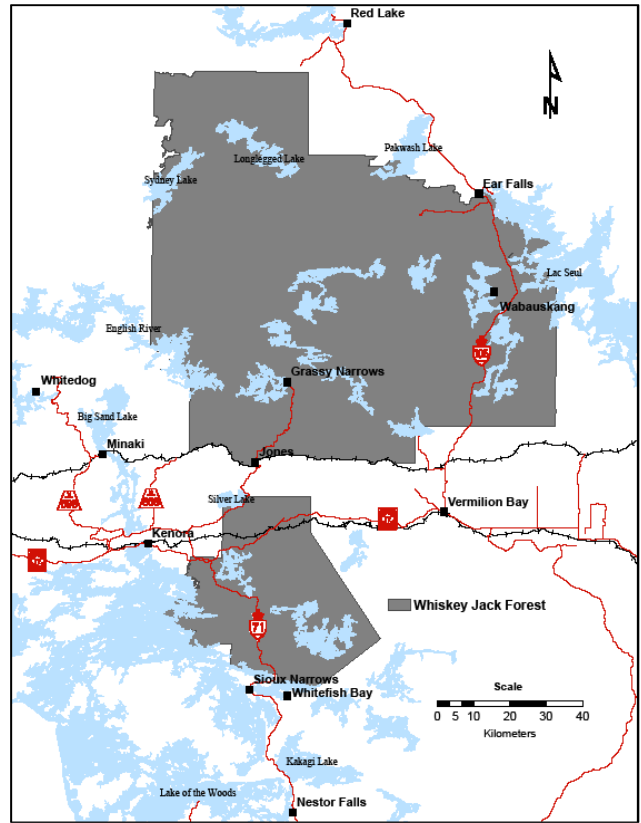 Red Lake
N
Longlegged Lake
Pakwash Lake
Sydney Lake
Ear Falls
Lac Seul
Wabauskang
English River
105
Grassy Narrows
Whitedog
Big Sand Lake
Minaki
Jones
Silver Lake
Vermilion Bay
Kenora
Whiskey Jack Forest
71
Sioux Narrows
Whitefish Bay
Scale
0 5 10 20 30 40
Kilometers
Kakagi Lake
Lake of the Woods
Nestor Falls